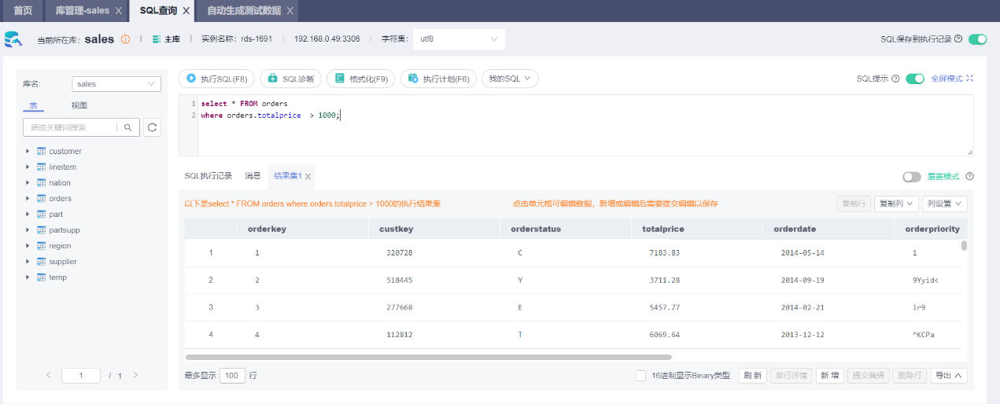 首页 库管理-sales X SQL查询 X 自动生成测试数据 X
当前所在库: sales 主库 实例名称: rds-1691 192.168.0.49:3306 字符集: utf8 SQL保存到执行记录
库名: sales
表 视图
请按关键词搜索
customer
lineitem
nation
orders
part
partsupp
region
supplier
temp
1 / 1
执行SQL(F8) SQL诊断 格式化(F9) 执行计划(F6) 我的SQL SQL提示 全屏模式
1 select * FROM orders
2 where orders.totalprice > 1000;
SQL执行记录 消息 结果集1 X 覆盖模式
以下是select * FROM orders where orders.totalprice > 1000的执行结果集 点击单元格可编辑数据，新增或编辑后需要提交编辑以保存 复制行 复制列 列设置
orderkey custkey orderstatus totalprice orderdate orderpriority
1 1 320728 C 7183.83 2014-05-14 1
2 2 518445 Y 3711.28 2014-09-19 9Yyid<
3 3 277668 E 5457.77 2014-02-21 lr9
4 4 112812 T 6069.64 2013-12-12 ^KCPa
最多显示 100 行 16进制显示Binary类型 刷新 单行详情 新增 提交编辑 删除行 导出